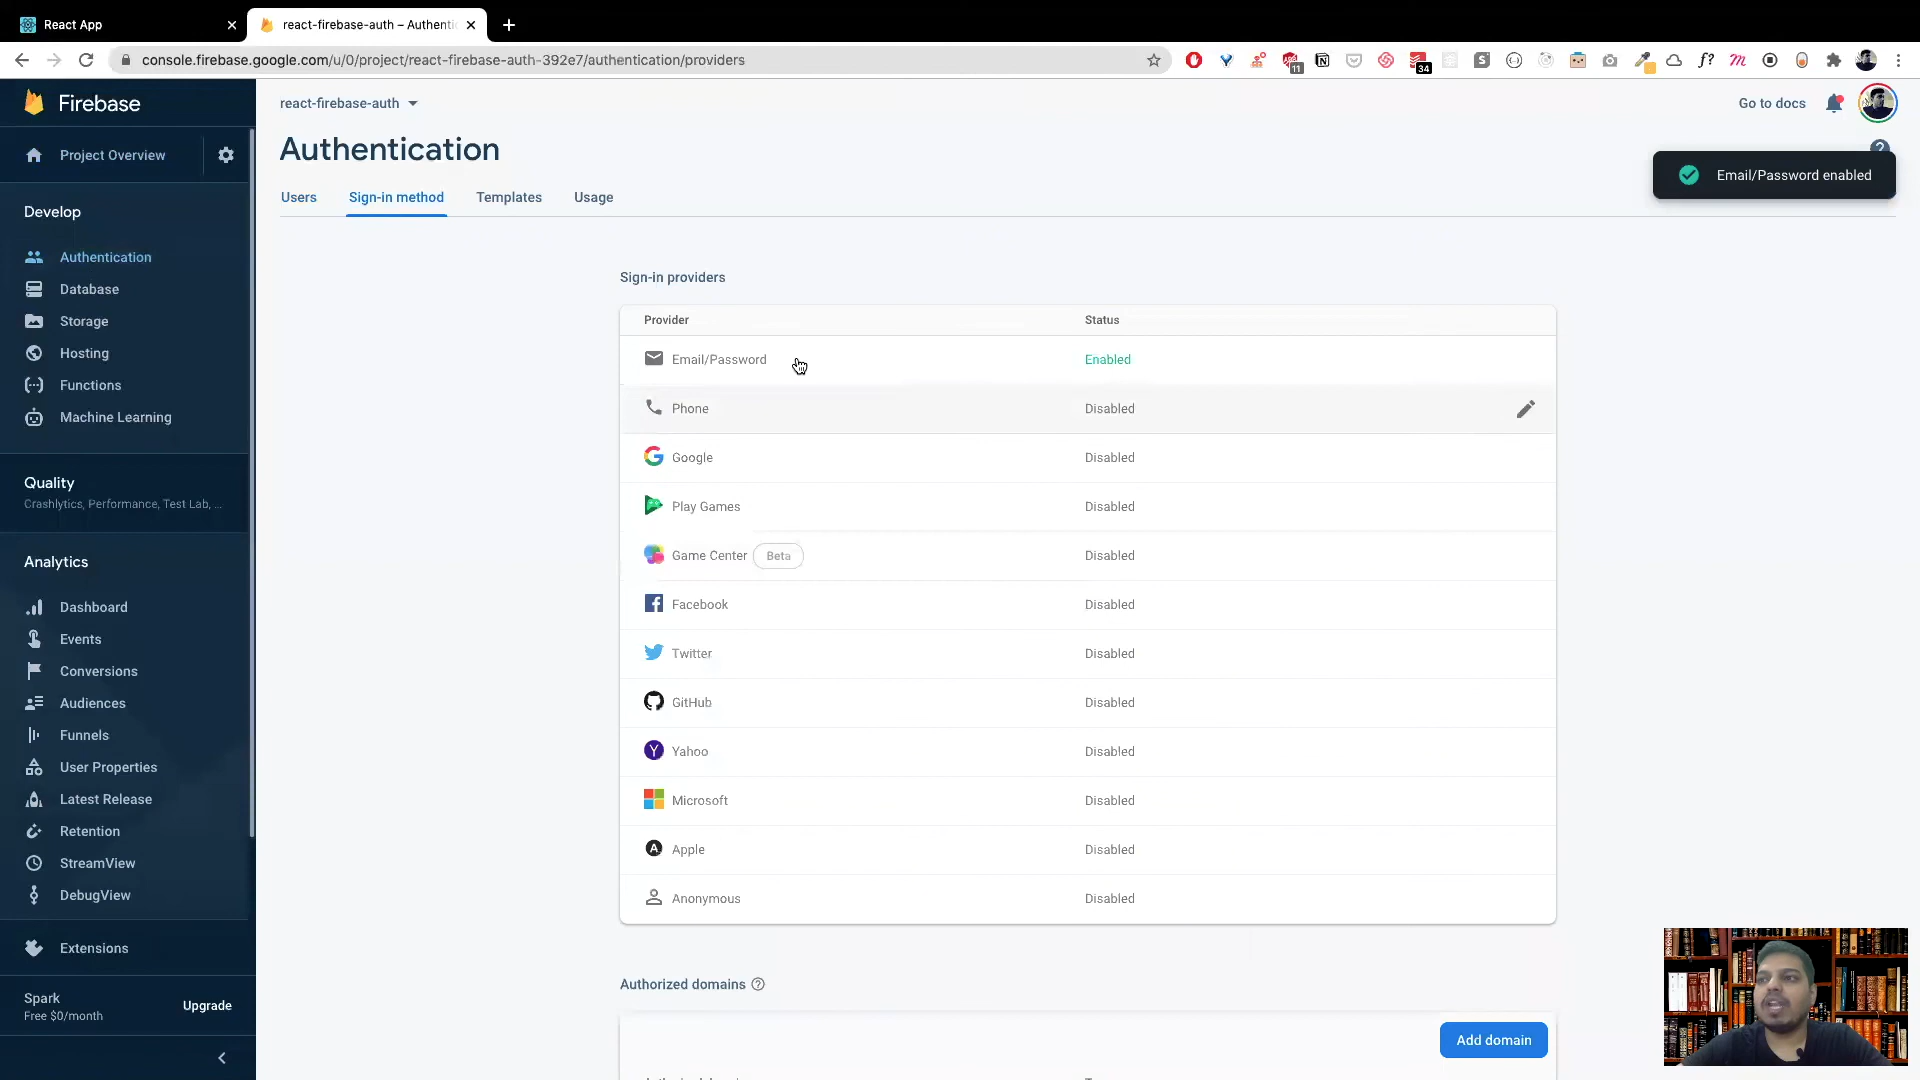 React App
react-firebase-auth – Authenti
console.firebase.google.com/u/0/project/react-firebase-auth-392e7/authentication/providers
11
34
f?
Firebase
react-firebase-auth
Go to docs
Project Overview
Authentication
?
Email/Password enabled
Users
Sign-in method
Templates
Usage
Develop
Authentication
Database
Storage
Hosting
Functions
Machine Learning
Quality
Crashlytics, Performance, Test Lab, ...
Analytics
Dashboard
Events
Conversions
Audiences
Funnels
User Properties
Latest Release
Retention
StreamView
DebugView
Extensions
Spark
Free $0/month
Upgrade
Sign-in providers
Provider Status
Email/Password Enabled
Phone Disabled
Google Disabled
Play Games Disabled
Game Center Beta Disabled
Facebook Disabled
Twitter Disabled
GitHub Disabled
Yahoo Disabled
Microsoft Disabled
Apple Disabled
Anonymous Disabled
Authorized domains ?
Add domain